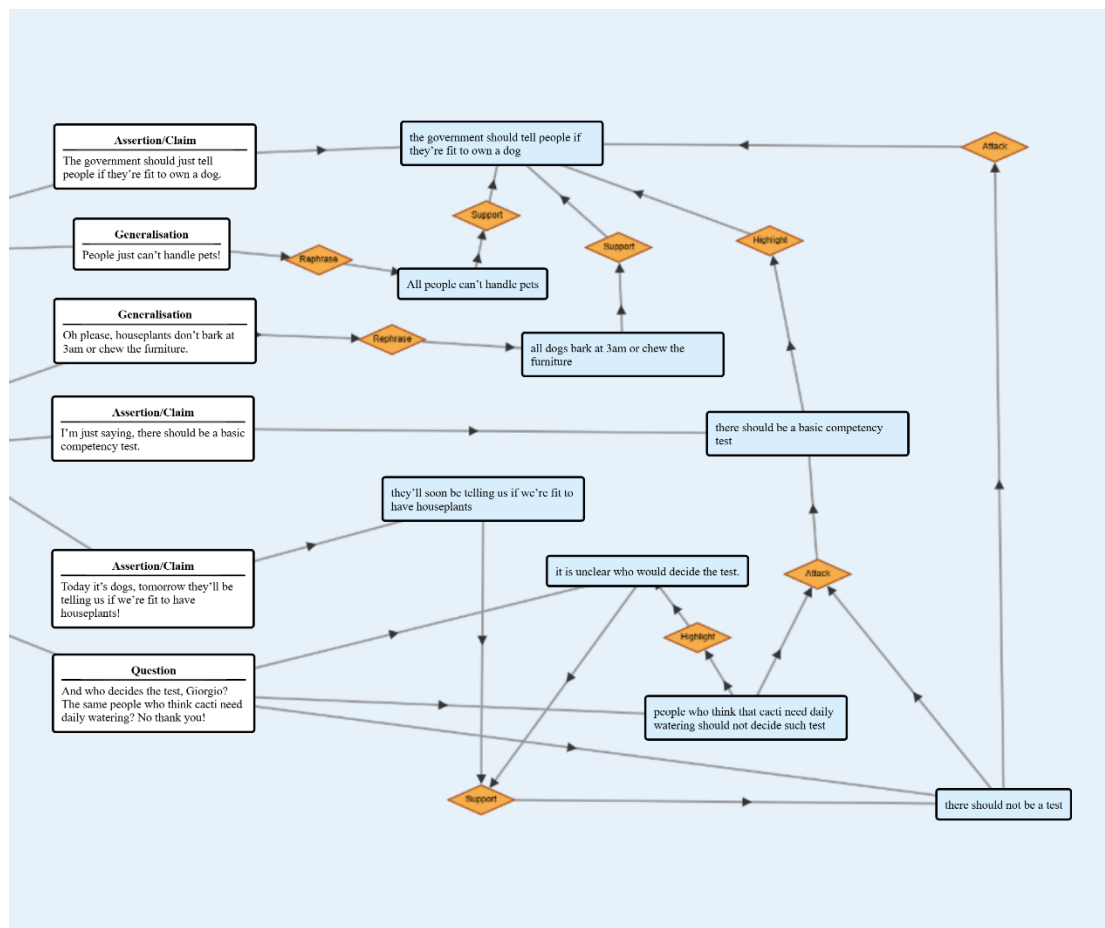 Assertion/Claim
The government should just tell
people if they're fit to own a dog.
the government should tell people if
they're fit to own a dog
Attack
Generalisation
People just can't handle pets!
Raphrase
All people can't handle pets
Support
Support
Highlight
Generalisation
Oh please, houseplants don't bark at
3am or chew the furniture.
Rephrase
all dogs bark at 3am or chew the
furniture
Assertion/Claim
I'm just saying, there should be a basic
competency test.
there should be a basic competency
test
they'll soon be telling us if we're fit to
have houseplants
Assertion/Claim
Today it's dogs, tomorrow they'll be
telling us if we're fit to have
houseplants!
it is unclear who would decide the test.
Attack
Highlight
Question
And who decides the test, Giorgio?
The same people who think cacti need
daily watering? No thank you!
people who think that cacti need daily
watering should not decide such test
Support
there should not be a test